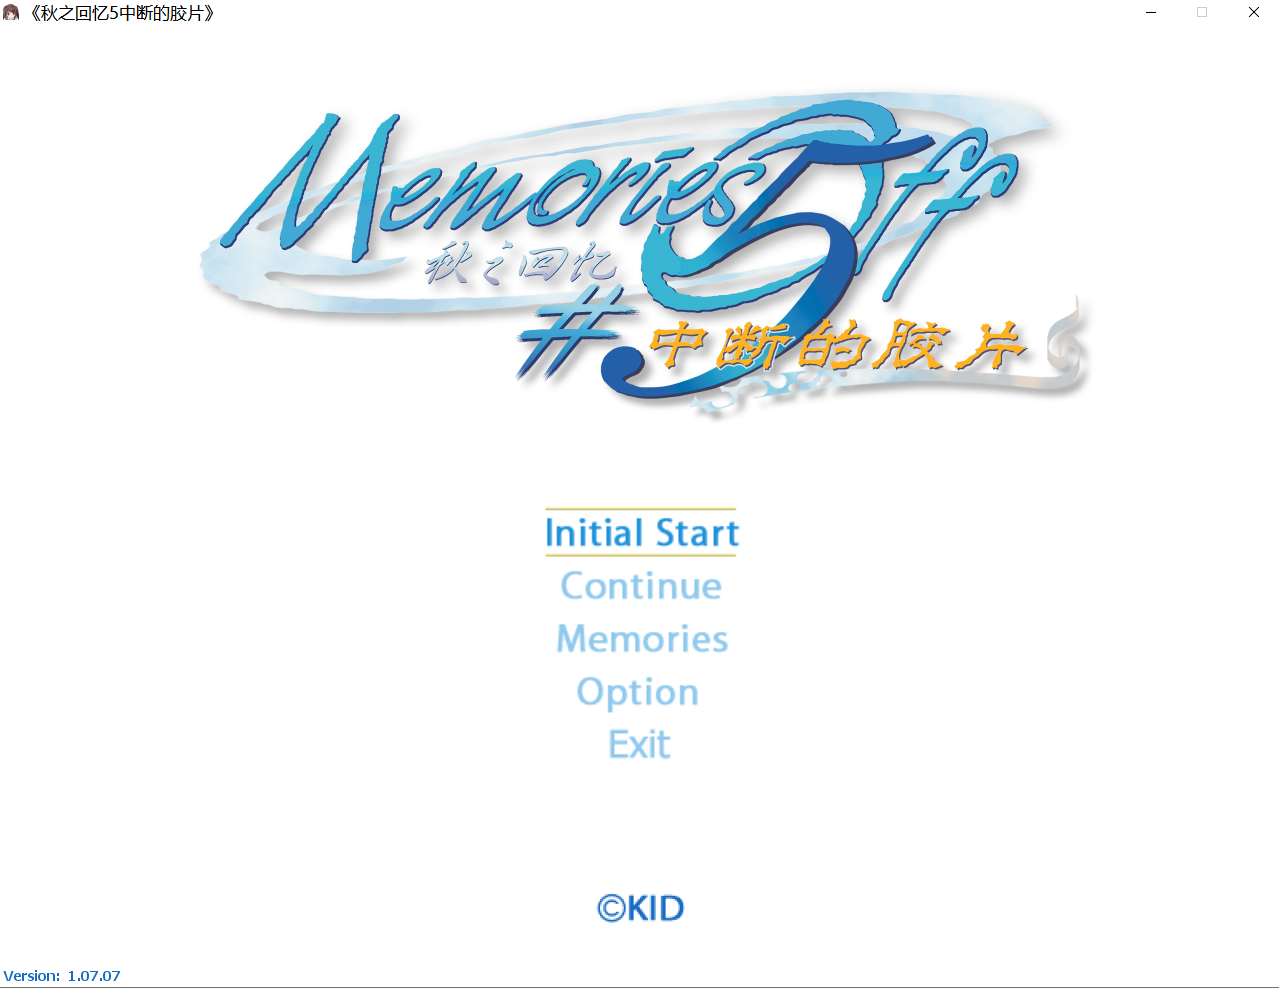 《秋之回忆5中断的胶片》
Memories Off
秋之回忆
#5
中断的胶片
Initial Start
Continue
Memories
Option
Exit
©KID
Version: 1.07.07